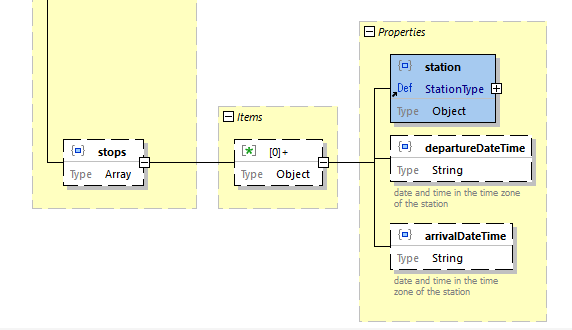 Properties
station
Def StationType
Type Object
Items
stops
Type Array
[0]+
Type Object
departureDateTime
Type String
date and time in the time zone
of the station
arrivalDateTime
Type String
date and time in the time
zone of the station